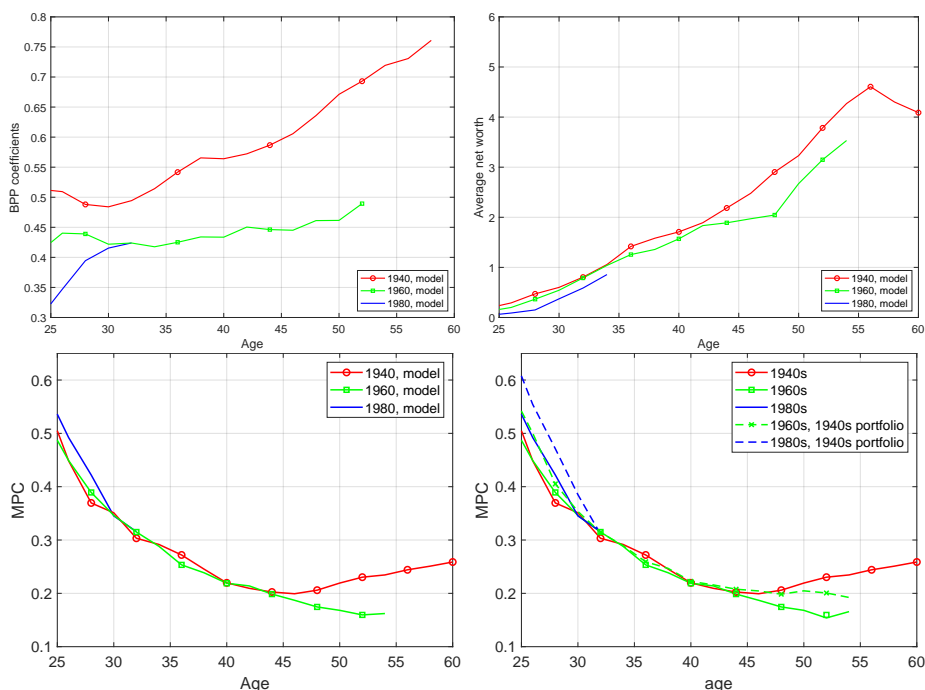 BPP coefficients
0.8
0.75
0.7
0.65
0.6
0.55
0.5
0.45
0.4
0.35
0.3
25 30 35 40 45 50 55 60
Age
1940, model
1960, model
1980, model
Average net worth
6
5
4
3
2
1
0
25 30 35 40 45 50 55 60
Age
1940, model
1960, model
1980, model
MPC
0.6
0.5
0.4
0.3
0.2
0.1
25 30 35 40 45 50 55 60
Age
1940, model
1960, model
1980, model
MPC
0.6
0.5
0.4
0.3
0.2
0.1
25 30 35 40 45 50 55 60
age
1940s
1960s
1980s
1960s, 1940s portfolio
1980s, 1940s portfolio